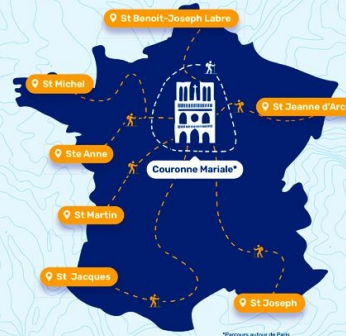 St Benoit-Joseph Labre
St Michel
St Jeanne d'Arc
Ste Anne
Couronne Mariale*
St Martin
St Jacques
St Joseph
*Parcours autour de Paris